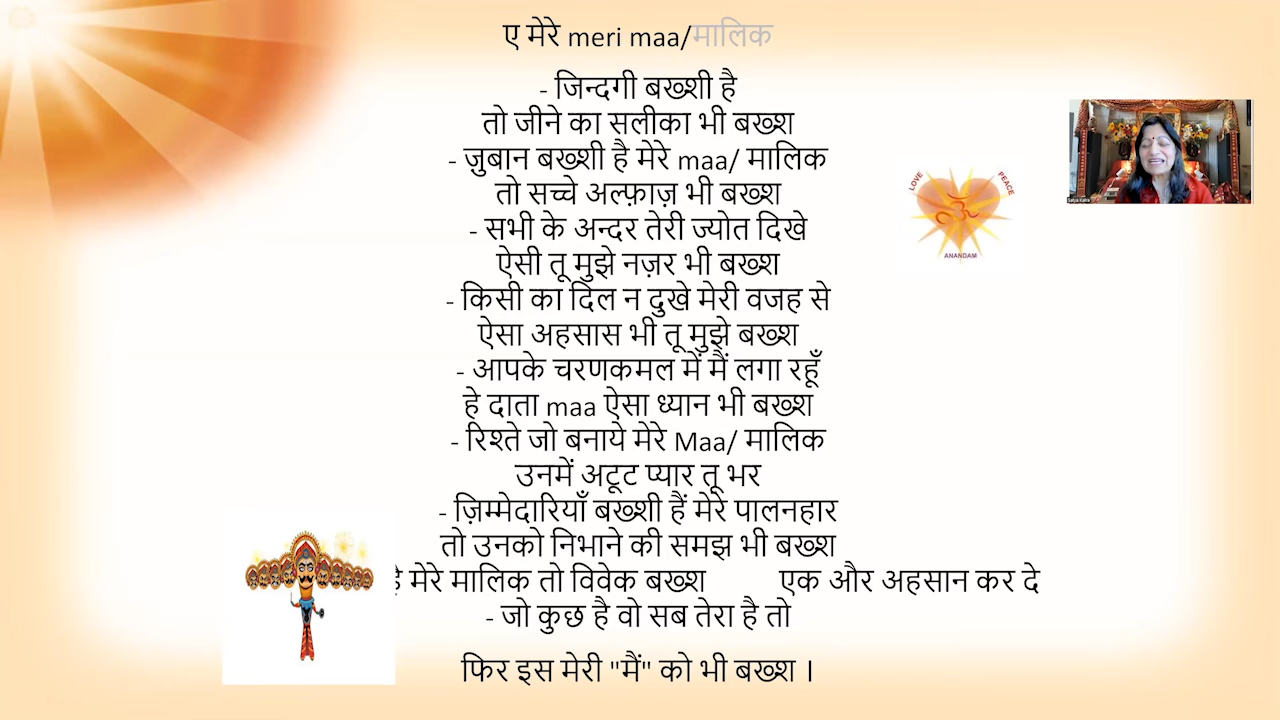 ए मेरे meri maa/मालिक
- जिन्दगी बख्शी है
तो जीने का सलीका भी बख्श
- ज़ुबान बख्शी है मेरे maa/ मालिक
तो सच्चे अल्फ़ाज़ भी बख्श
- सभी के अन्दर तेरी ज्योत दिखे
ऐसी तू मुझे नज़र भी बख्श
- किसी का दिल न दुखे मेरी वजह से
ऐसा अहसास भी तू मुझे बख्श
- आपके चरणकमल में मैं लगा रहूँ
हे दाता maa ऐसा ध्यान भी बख्श
- रिश्ते जो बनाये मेरे Maa/ मालिक
उनमें अटूट प्यार तू भर
- ज़िम्मेदारियाँ बख्शी हैं मेरे पालनहार
तो उनको निभाने की समझ भी बख्श
है मेरे मालिक तो विवेक बख्श एक और अहसान कर दे
- जो कुछ है वो सब तेरा है तो
फिर इस मेरी "मैं" को भी बख्श ।
LOVE PEACE
ANANDAM
Satya Kalra